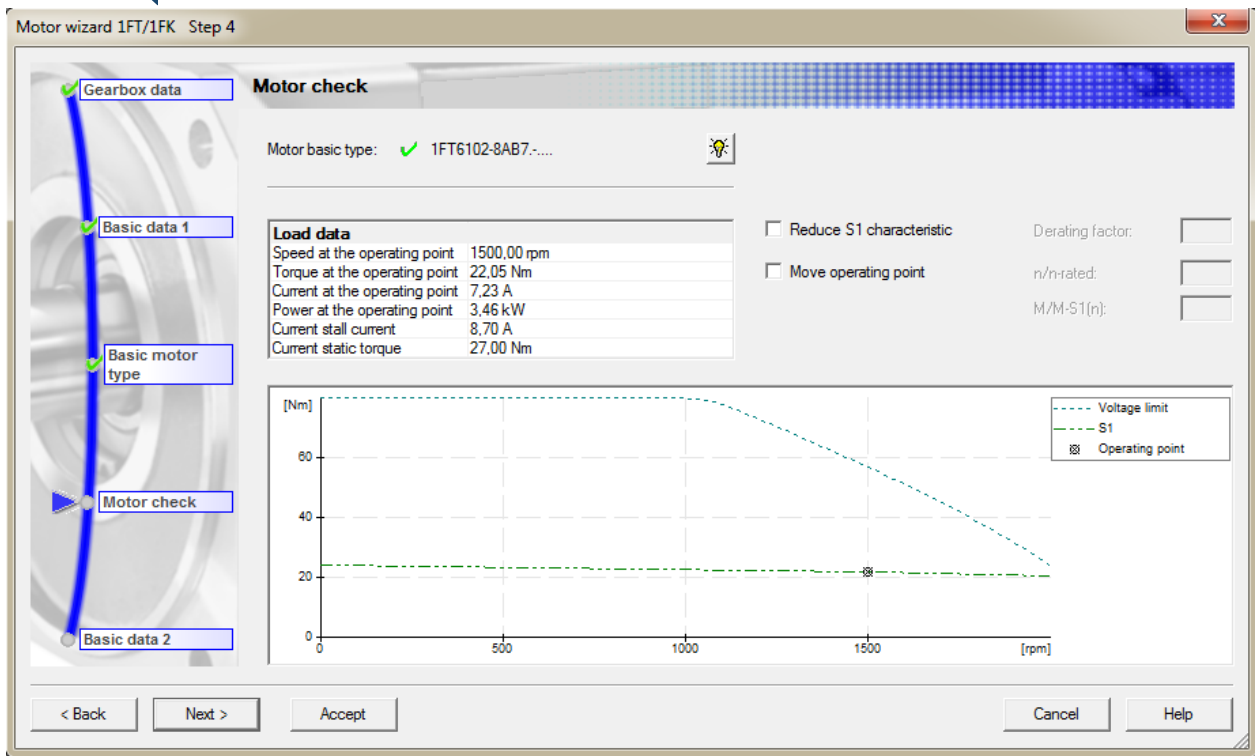 Motor wizard 1FT/1FK Step 4
Gearbox data
Basic data 1
Basic motor
type
Motor check
Basic data 2
Motor check
Motor basic type: 1FT6102-8AB7.-....
Load data
Speed at the operating point 1500,00 rpm
Torque at the operating point 22,05 Nm
Current at the operating point 7,23 A
Power at the operating point 3,46 kW
Current stall current 8,70 A
Current static torque 27,00 Nm
Reduce S1 characteristic
Move operating point
Derating factor:
n/n-rated:
M/M-S1(n):
[Nm]
60
40
20
0
0 500 1000 1500 [rpm]
Voltage limit
S1
Operating point
< Back Next > Accept Cancel Help